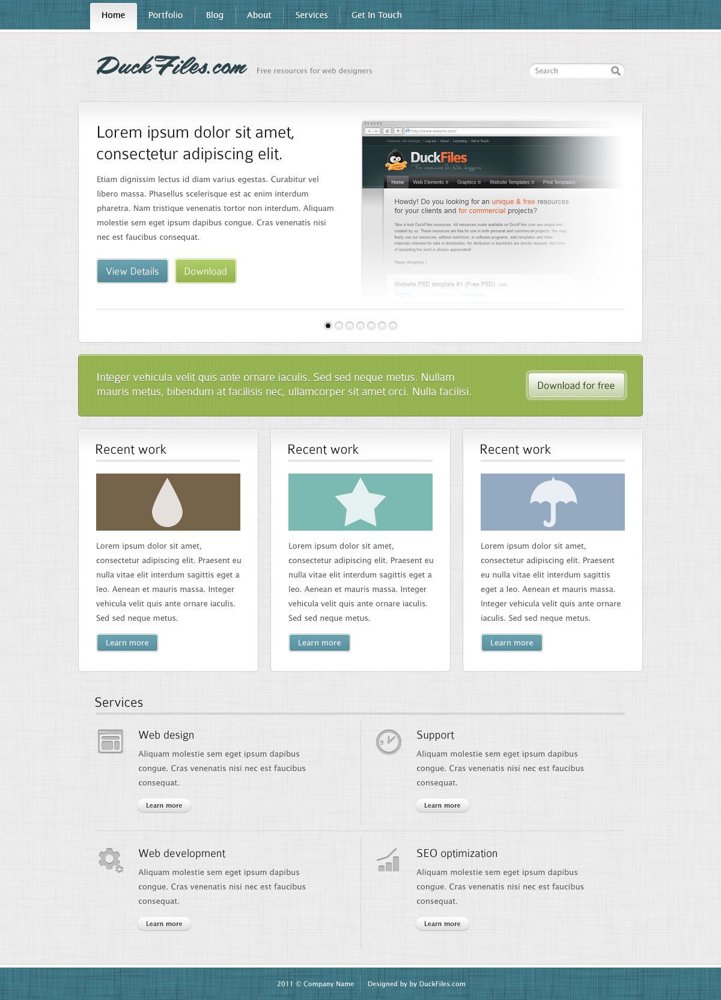 Home Portfolio Blog About Services Get In Touch
DuckFiles.com Free resources for web designers
Search
Lorem ipsum dolor sit amet,
consectetur adipiscing elit.
Etiam dignissim lectus id diam varius egestas. Curabitur vel
libero massa. Phasellus scelerisque est ac enim interdum
pharetra. Nam tristique venenatis tortor non interdum. Aliquam
molestie sem eget ipsum dapibus congue. Cras venenatis nisi
nec est faucibus consequat.
View Details Download
http://www.website.com/
Welcome, Site Manager | Log out | About | Licensing | Get In Touch
DuckFiles
Free resources for Web designers
Home Web Elements Graphics Website Templates Print Templates
Howdy! Do you looking for an unique & free resources
for your clients and for commercial projects?
Take a look DuckFiles resources. All resources made available on DuckFiles.com are unique and
created by us. These resources are free for use in both personal and commercial projects. You may
freely use our resources, without restriction, in software programs, web templates and other
materials intended for sale or distribution. No attribution or backlinks are strictly required. Any form
of spreading the word is always appreciated!
Happy designing :)
Website PSD template #1 (Free PSD) - edit
Integer vehicula velit quis ante ornare iaculis. Sed sed neque metus. Nullam
mauris metus, bibendum at facilisis nec, ullamcorper sit amet orci. Nulla facilisi.
Download for free
Recent work
Lorem ipsum dolor sit amet,
consectetur adipiscing elit. Praesent eu
nulla vitae elit interdum sagittis eget a
leo. Aenean et mauris massa. Integer
vehicula velit quis ante ornare iaculis.
Sed sed neque metus.
Learn more
Recent work
Lorem ipsum dolor sit amet,
consectetur adipiscing elit. Praesent eu
nulla vitae elit interdum sagittis eget a
leo. Aenean et mauris massa. Integer
vehicula velit quis ante ornare iaculis.
Sed sed neque metus.
Learn more
Recent work
Lorem ipsum dolor sit amet,
consectetur adipiscing elit. Praesent
eu nulla vitae elit interdum sagittis
eget a leo. Aenean et mauris massa.
Integer vehicula velit quis ante ornare
iaculis. Sed sed neque metus.
Learn more
Services
Web design
Aliquam molestie sem eget ipsum dapibus
congue. Cras venenatis nisi nec est faucibus
consequat.
Learn more
9
Support
Aliquam molestie sem eget ipsum dapibus
congue. Cras venenatis nisi nec est faucibus
consequat.
Learn more
Web development
Aliquam molestie sem eget ipsum dapibus
congue. Cras venenatis nisi nec est faucibus
consequat.
Learn more
SEO optimization
Aliquam molestie sem eget ipsum dapibus
congue. Cras venenatis nisi nec est faucibus
consequat.
Learn more
2011 © Company Name Designed by by DuckFiles.com